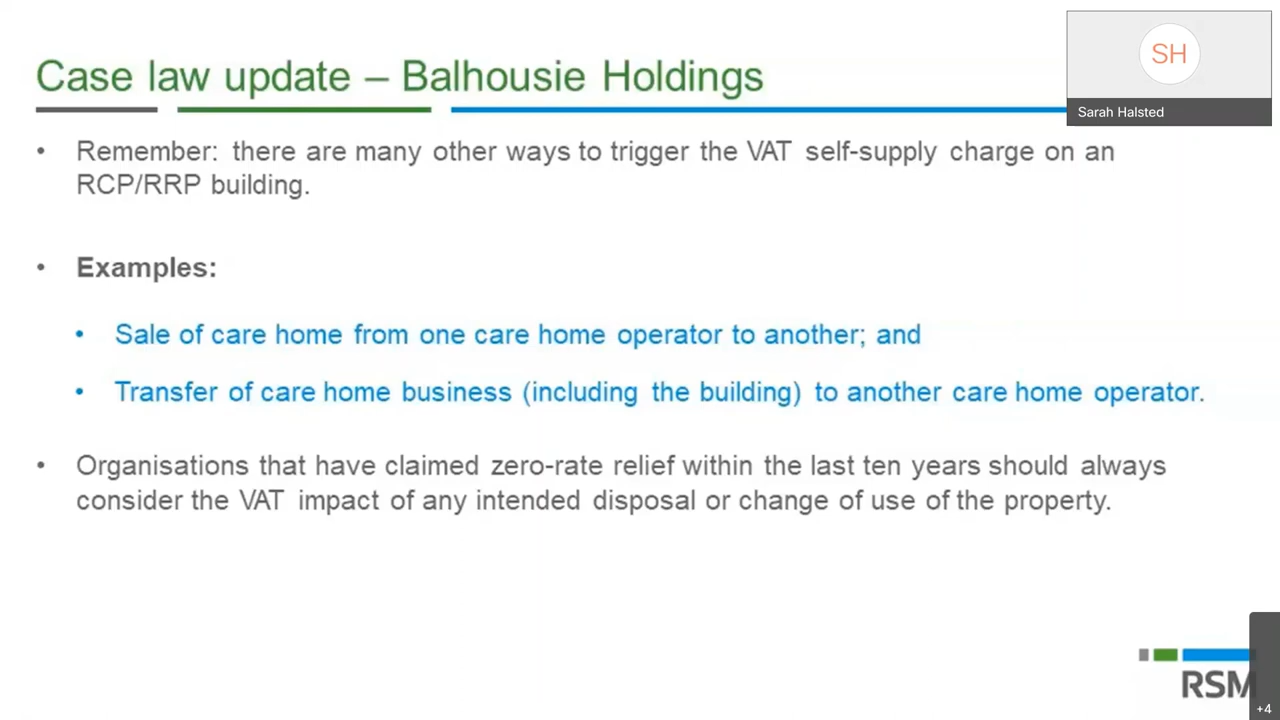 Case law update – Balhousie Holdings
SH
Sarah Halsted
• Remember: there are many other ways to trigger the VAT self-supply charge on an
RCP/RRP building.
• Examples:
• Sale of care home from one care home operator to another; and
• Transfer of care home business (including the building) to another care home operator.
• Organisations that have claimed zero-rate relief within the last ten years should always
consider the VAT impact of any intended disposal or change of use of the property.
RSM
+4